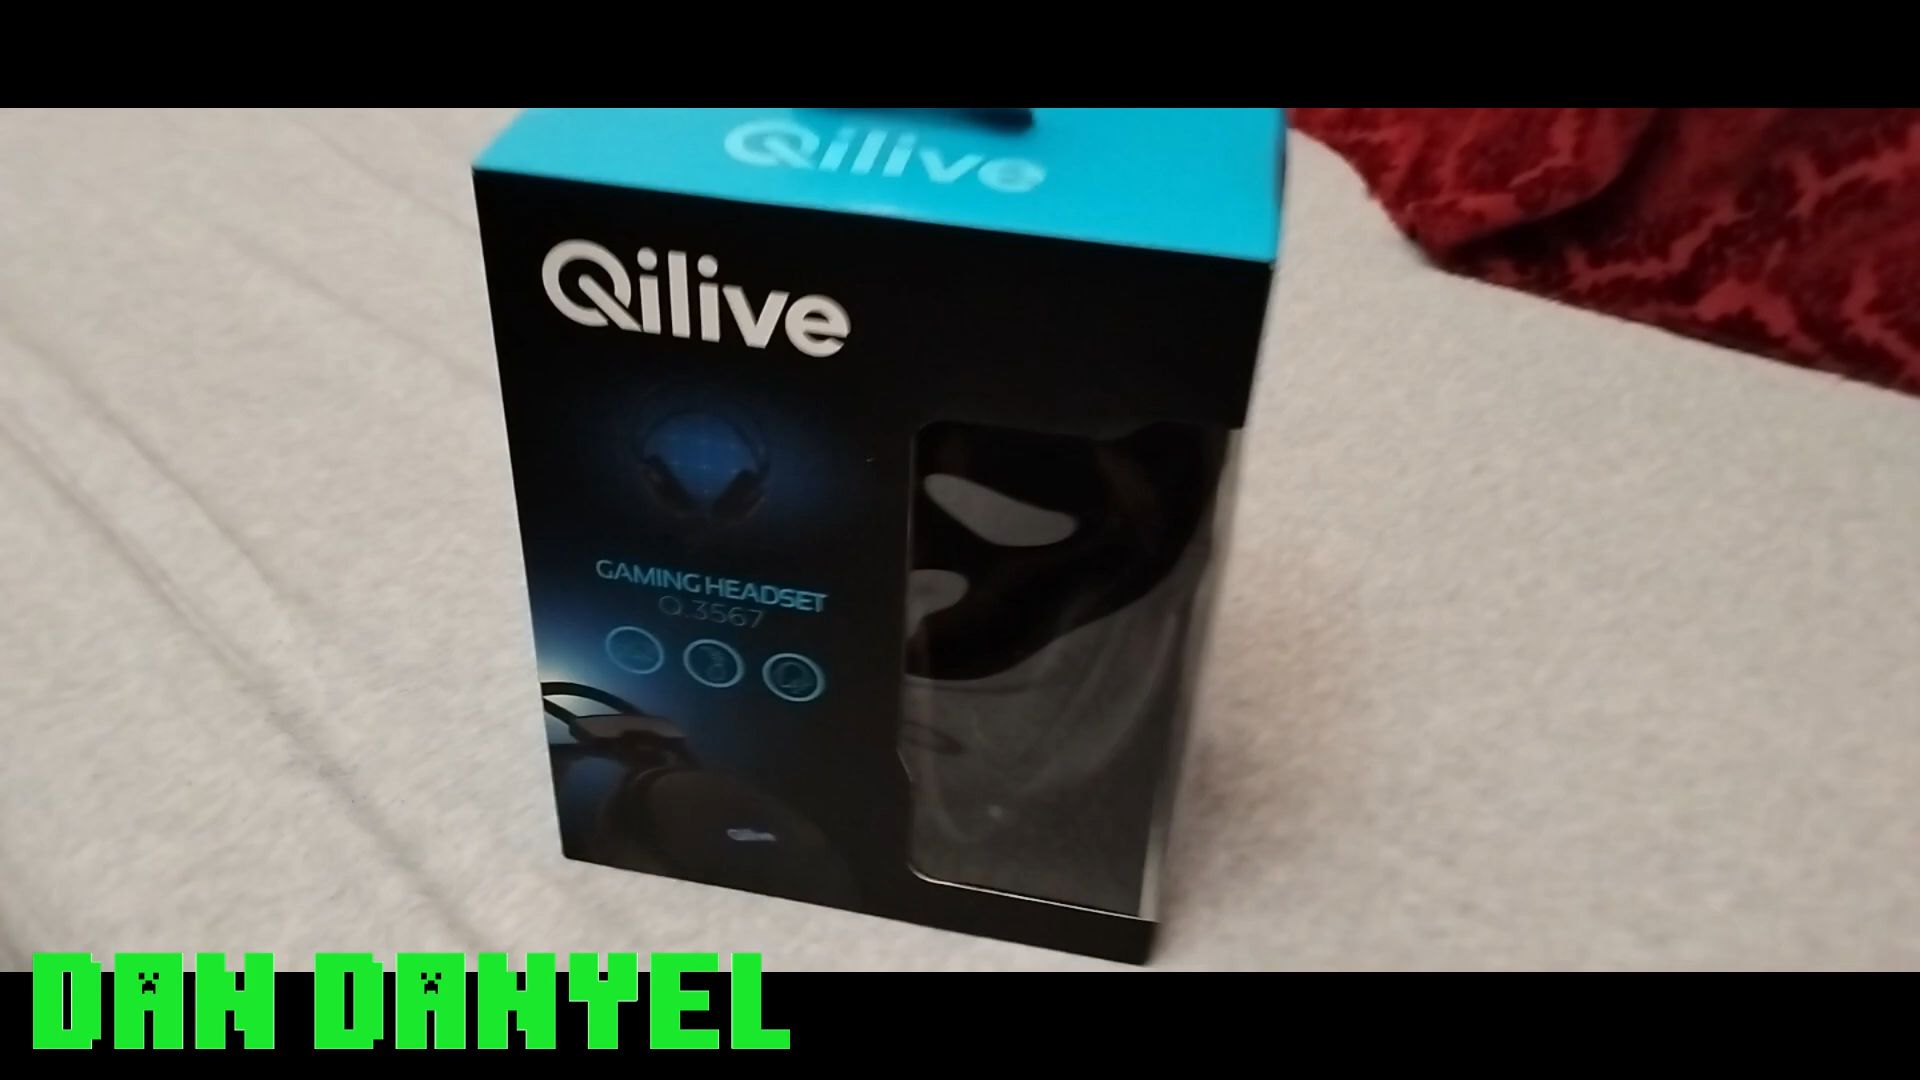 Qilive
Qilive
GAMING HEADSET
Q.3567
DAN DANYEL